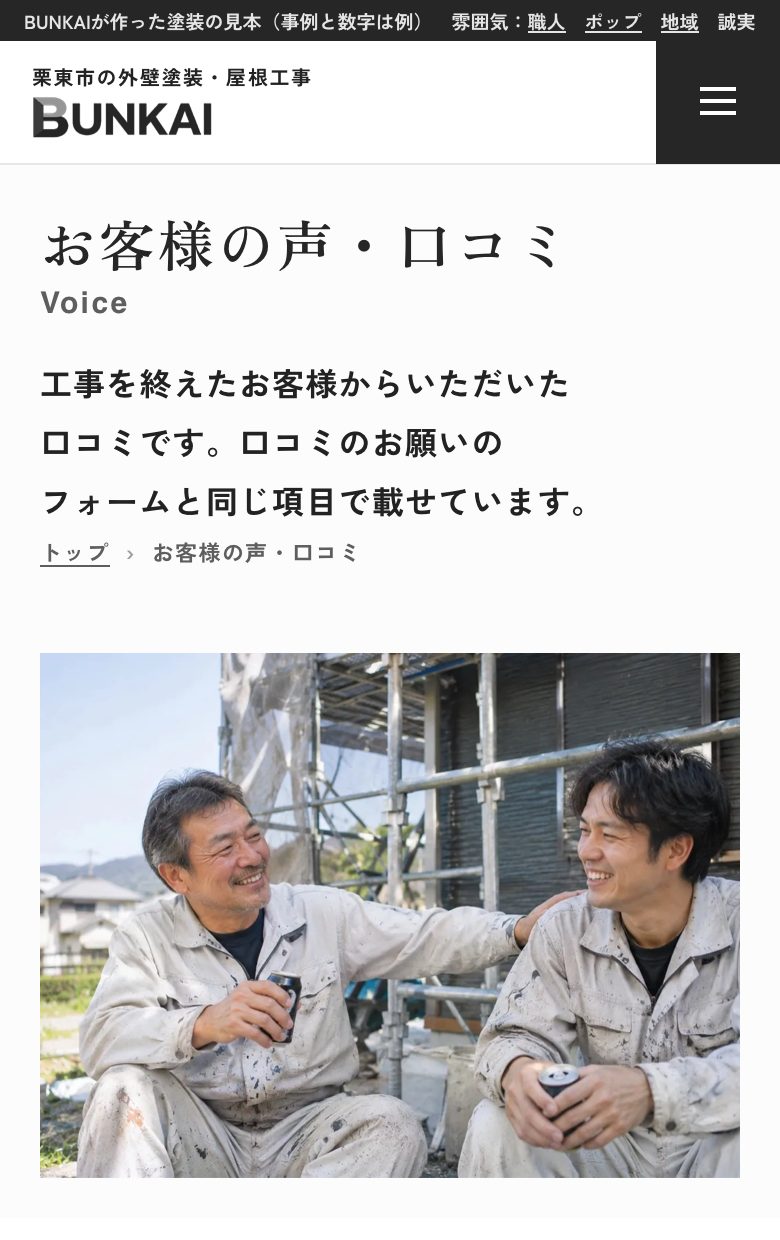 BUNKAIが作った塗装の見本（事例と数字は例） 雰囲気：職人 ポップ 地域 誠実
栗東市の外壁塗装・屋根工事
BUNKAI
お客様の声・口コミ
Voice
工事を終えたお客様からいただいた
口コミです。口コミのお願いの
フォームと同じ項目で載せています。
トップ › お客様の声・口コミ